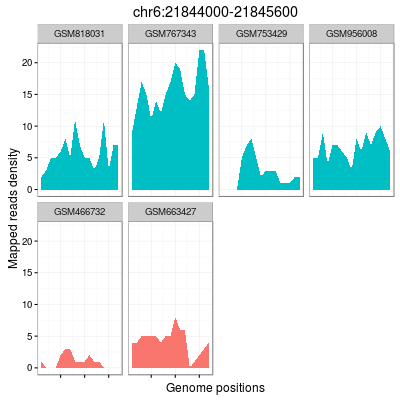 chr6:21844000-21845600
GSM818031 GSM767343 GSM753429 GSM956008
20
15
10
5
0
GSM466732 GSM663427
20
15
10
5
0
Mapped reads density
Genome positions